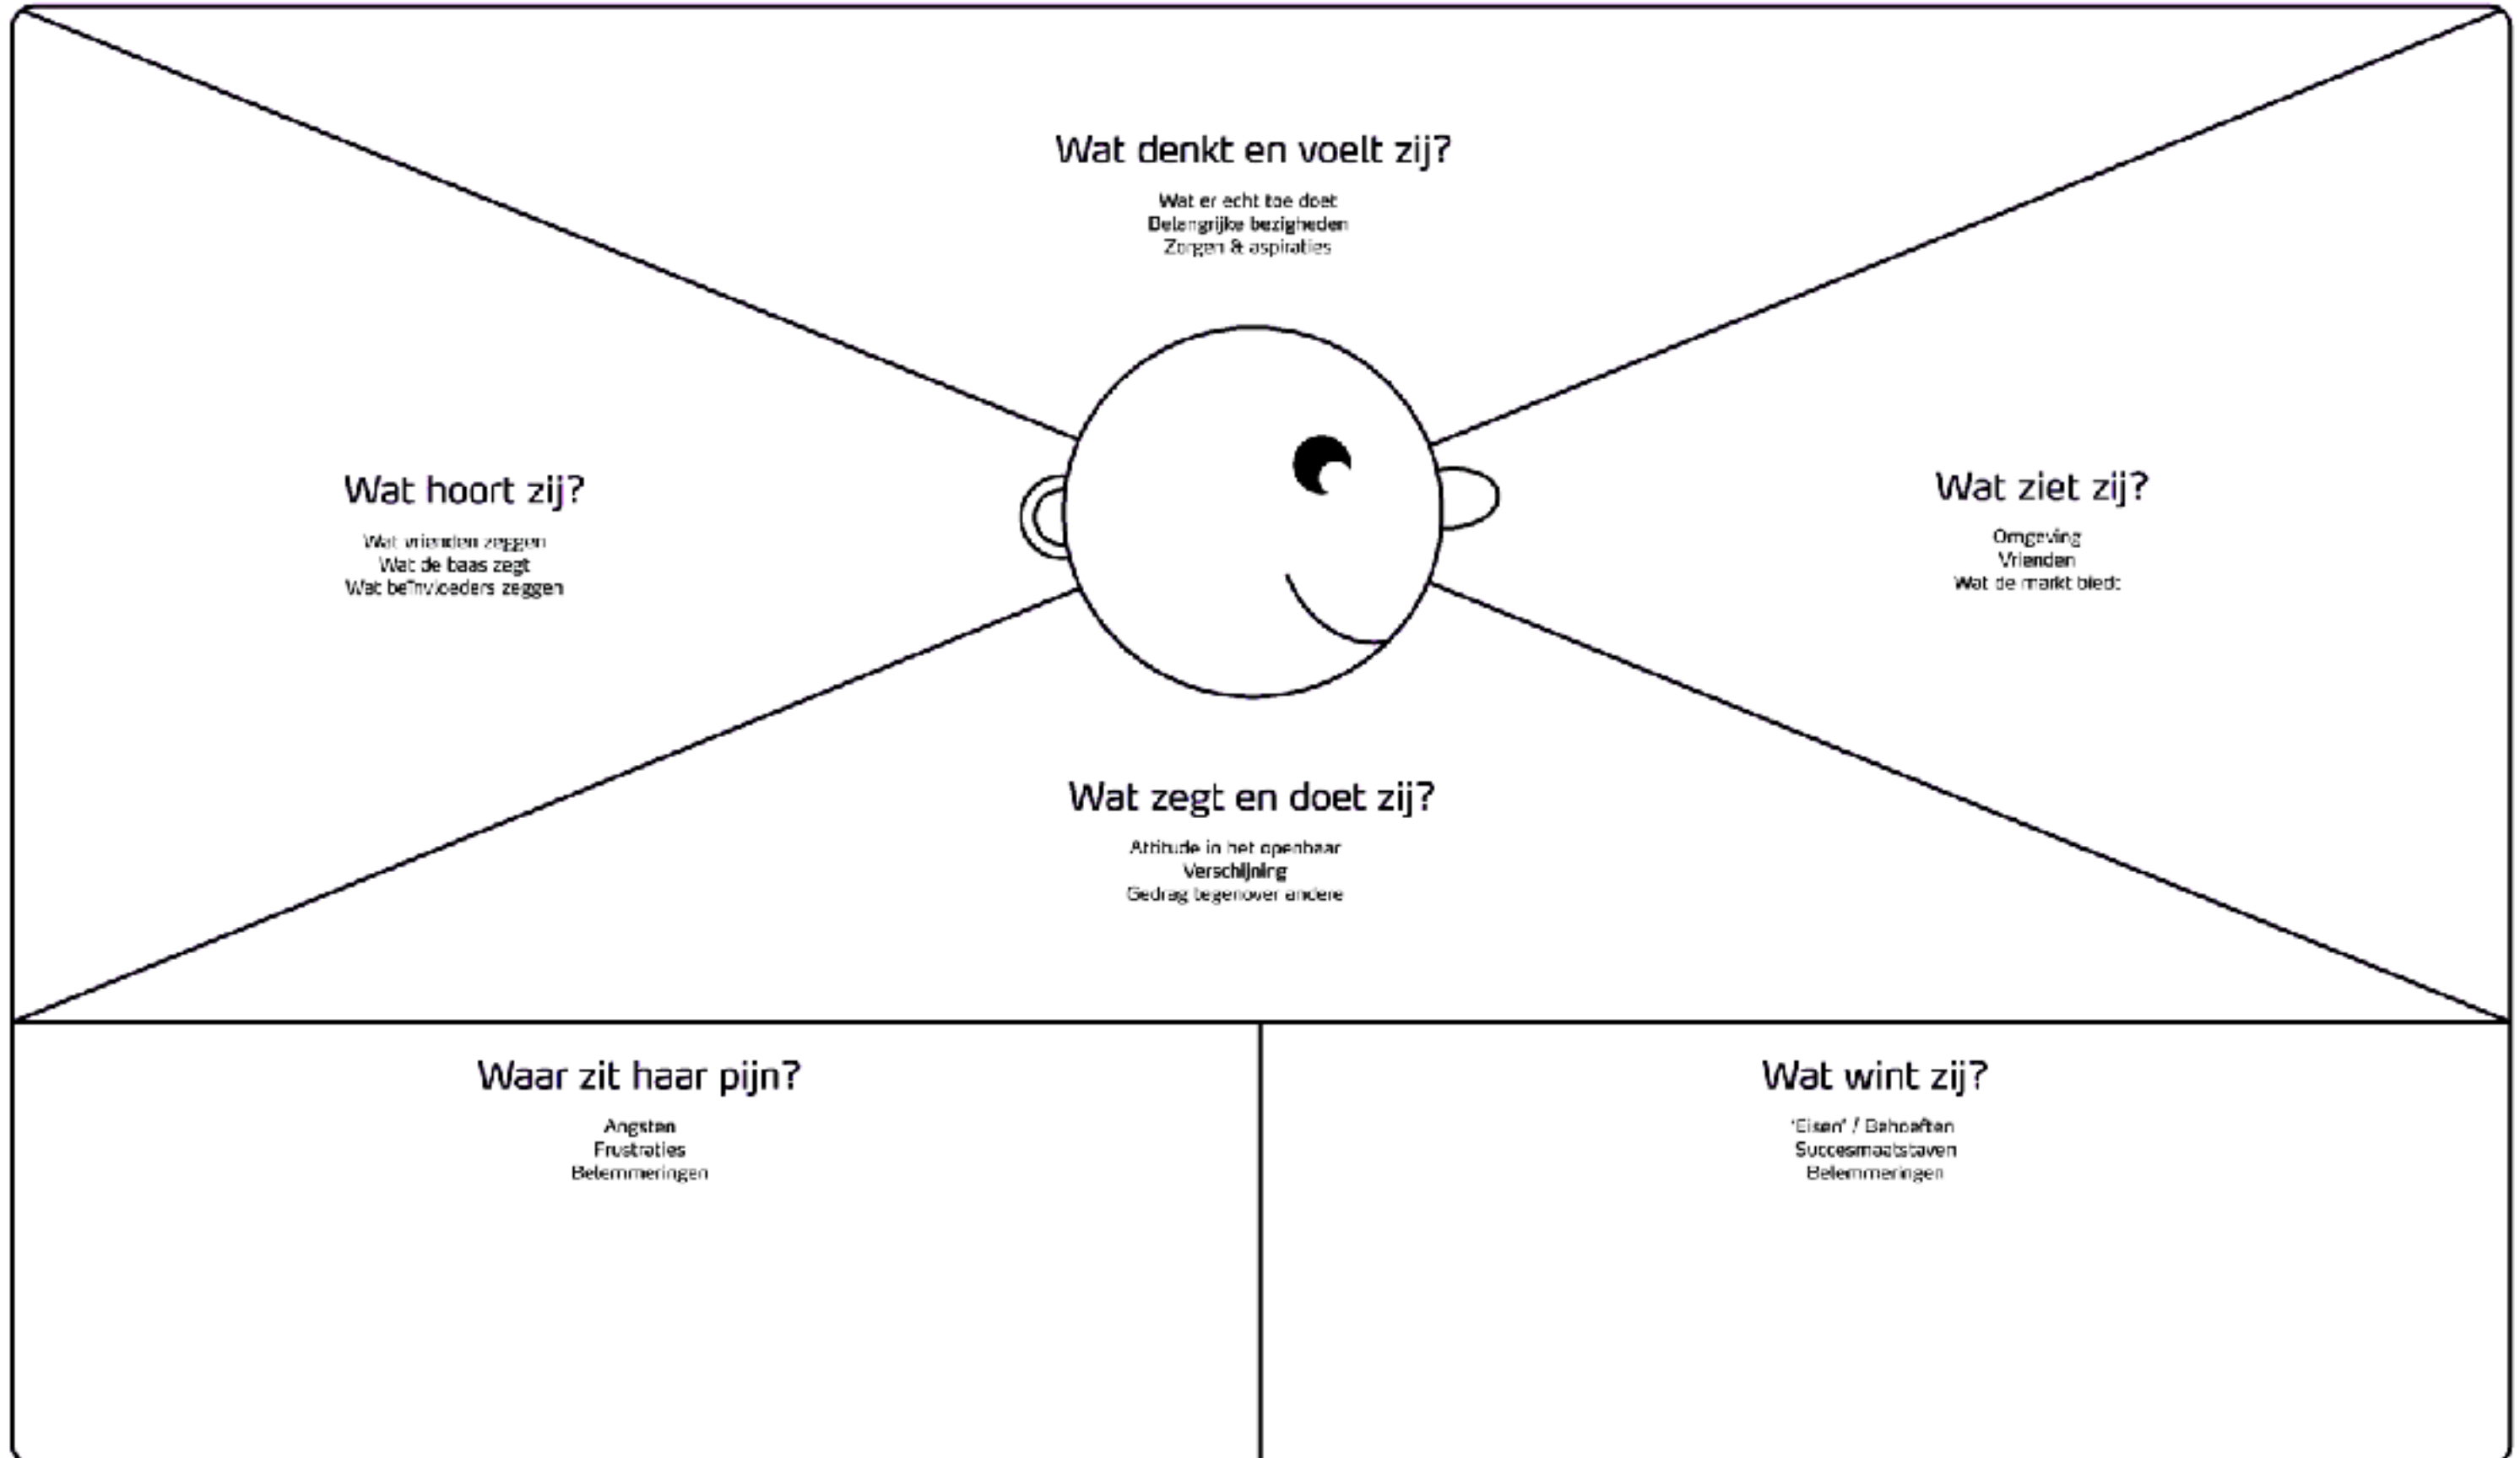 Wat denkt en voelt zij?
Wat er echt toe doet
Belangrijke bezigheden
Zorgen & aspiraties
Wat hoort zij?
Wat vrienden zeggen
Wat de baas zegt
Wat beïnvloeders zeggen
Wat ziet zij?
Omgeving
Vrienden
Wat de markt biedt
Wat zegt en doet zij?
Attitude in het openbaar
Verschijning
Gedrag tegenover andere
Waar zit haar pijn?
Angsten
Frustraties
Belemmeringen
Wat wint zij?
'Eisen' / Behoeften
Succesmaatstaven
Belemmeringen